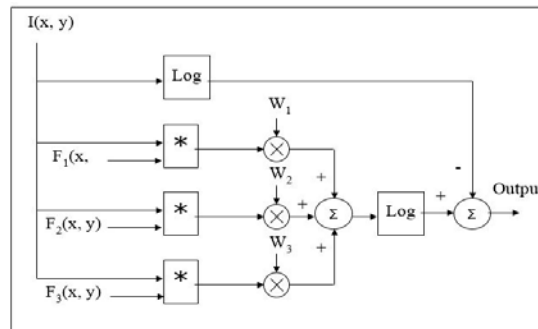 I(x, y)
Log
W₁
*
F₁(x,
+
W₂
*
F₂(x, y)
+
Σ
Log
+
-
Σ
Output
W₃
*
F₃(x, y)
+